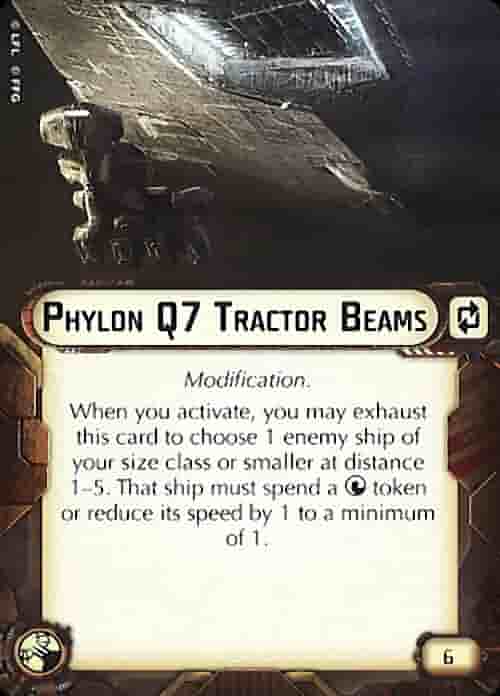 © LFL © FFG
Phylon Q7 Tractor Beams
Modification.
When you activate, you may exhaust
this card to choose 1 enemy ship of
your size class or smaller at distance
1–5. That ship must spend a token
or reduce its speed by 1 to a minimum
of 1.
6